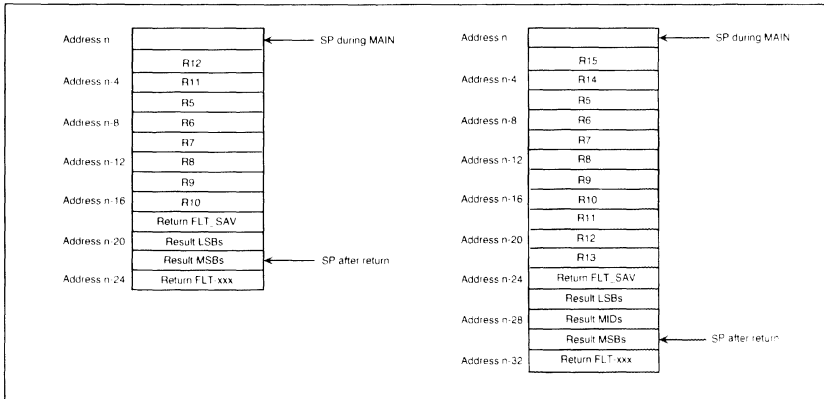 Address n
SP during MAIN
R12
Address n-4
R11
R5
Address n-8
R6
R7
Address n-12
R8
R9
Address n-16
R10
Return FLT_SAV
Address n-20
Result LSBs
Result MSBs
SP after return
Address n-24
Return FLT-xxx
Address n
SP during MAIN
R15
Address n-4
R14
R5
Address n-8
R6
R7
Address n-12
R8
R9
Address n-16
R10
R11
Address n-20
R12
R13
Address n-24
Return FLT_SAV
Result LSBs
Address n-28
Result MIDs
Result MSBs
SP after return
Address n-32
Return FLT-xxx